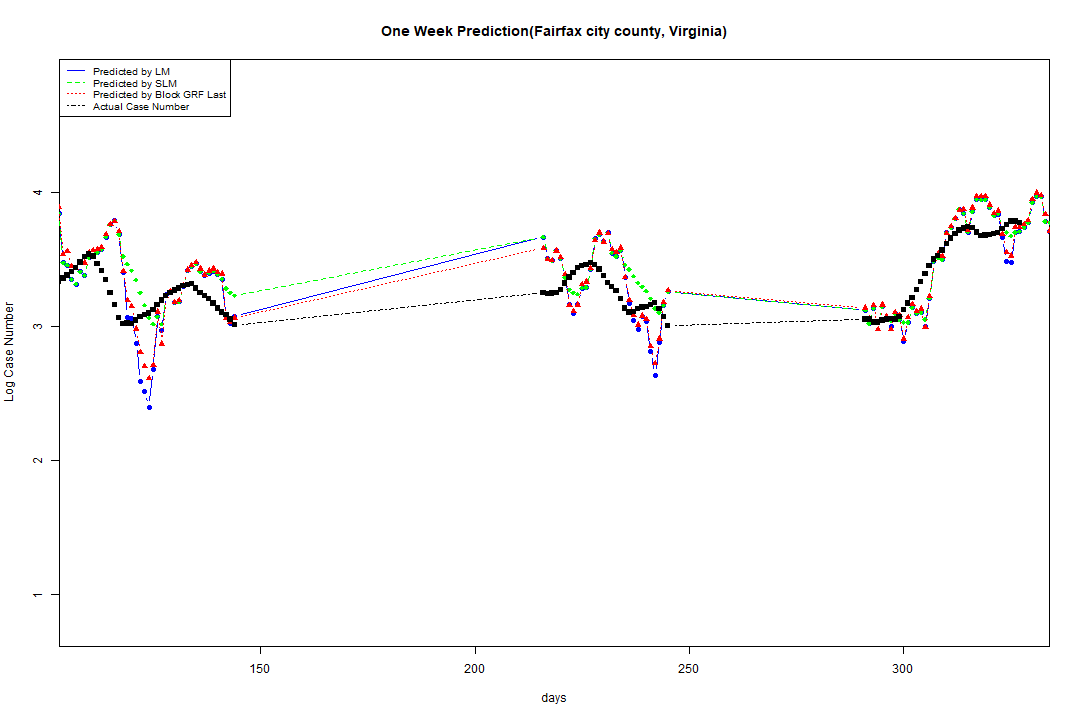 One Week Prediction(Fairfax city county, Virginia)
Predicted by LM
Predicted by SLM
Predicted by Block GRF Last
Actual Case Number
4
3
2
1
Log Case Number
150
200
250
300
days